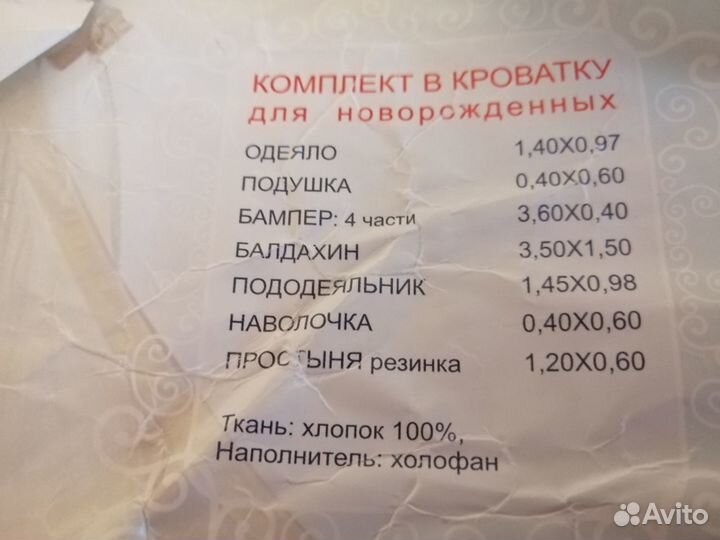 КОМПЛЕКТ В КРОВАТКУ
для новорожденных
ОДЕЯЛО 1,40Х0,97
ПОДУШКА 0,40Х0,60
БАМПЕР: 4 части 3,60Х0,40
БАЛДАХИН 3,50Х1,50
ПОДОДЕЯЛЬНИК 1,45Х0,98
НАВОЛОЧКА 0,40Х0,60
ПРОСТЫНЯ резинка 1,20Х0,60
Ткань: хлопок 100%,
Наполнитель: холофан
Avito